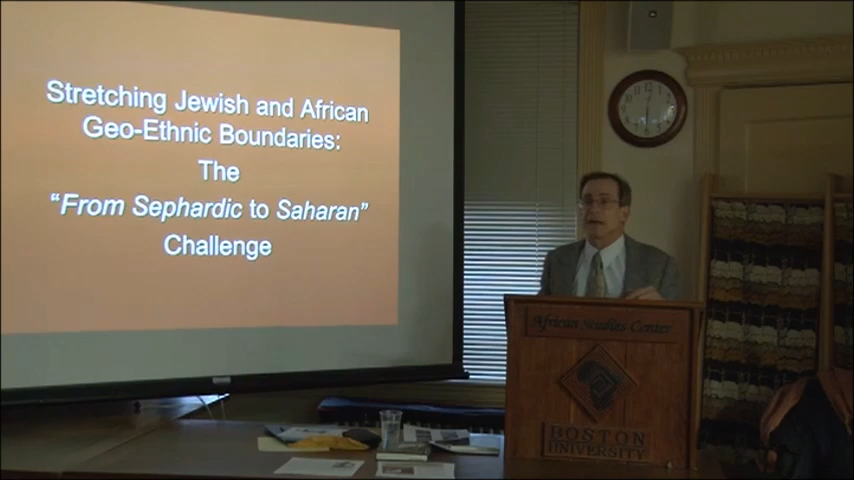 Stretching Jewish and African
Geo-Ethnic Boundaries:
The
“From Sephardic to Saharan”
Challenge
African Studies Center
BOSTON
UNIVERSITY